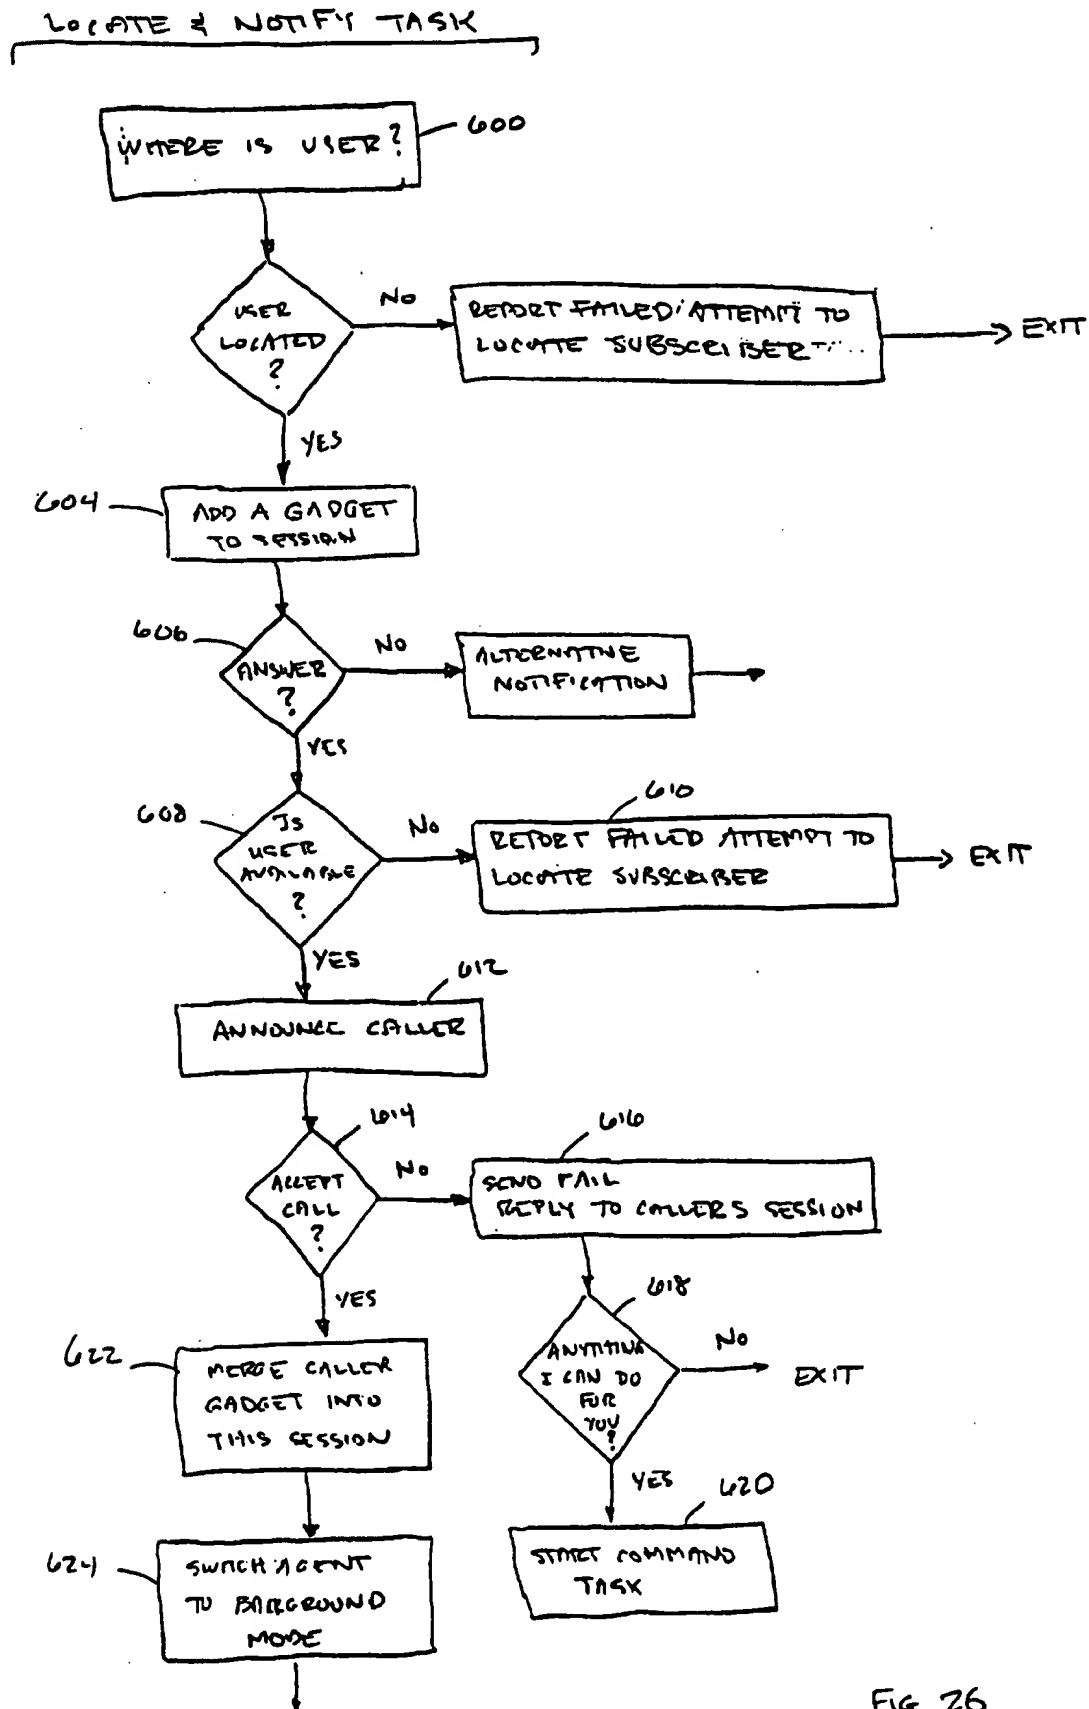 LOCATE & NOTIFY TASK
WHERE IS USER?
600
USER
LOCATED
?
NO
REPORT FAILED ATTEMPT TO
LOCATE SUBSCRIBER
EXIT
YES
604
ADD A GADGET
TO SESSION
606
ANSWER
?
NO
ALTERNATIVE
NOTIFICATION
YES
608
IS
USER
AVAILABLE
?
NO
610
REPORT FAILED ATTEMPT TO
LOCATE SUBSCRIBER
EXIT
YES
612
ANNOUNCE CALLER
614
ACCEPT
CALL
?
NO
616
SEND FAIL
REPLY TO CALLERS SESSION
YES
618
ANYTHING
I CAN DO
FOR
YOU
?
NO
EXIT
622
MERGE CALLER
GADGET INTO
THIS SESSION
YES
620
START COMMAND
TASK
624
SWITCH AGENT
TO BACKGROUND
MODE
FIG 26